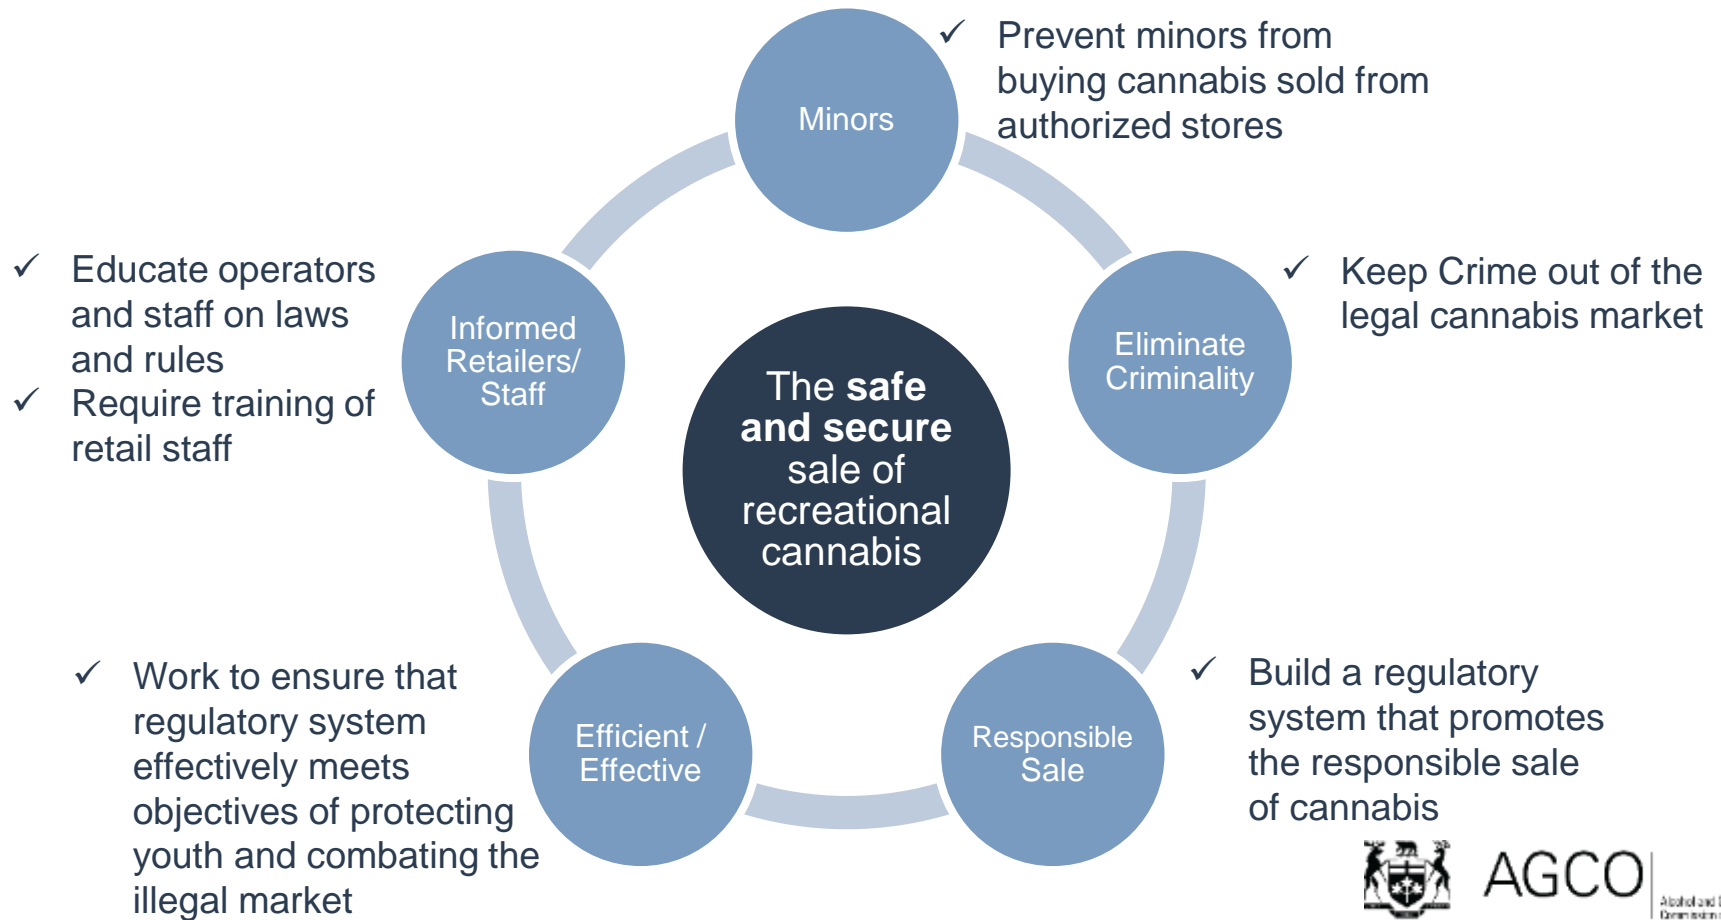 Minors
✓ Prevent minors from
buying cannabis sold from
authorized stores
Eliminate
Criminality
✓ Keep Crime out of the
legal cannabis market
Responsible
Sale
✓ Build a regulatory
system that promotes
the responsible sale
of cannabis
Efficient /
Effective
✓ Work to ensure that
regulatory system
effectively meets
objectives of protecting
youth and combating the
illegal market
Informed
Retailers/
Staff
✓ Educate operators
and staff on laws
and rules
✓ Require training of
retail staff
The safe
and secure
sale of
recreational
cannabis
AGCO
Alcohol and
Commission